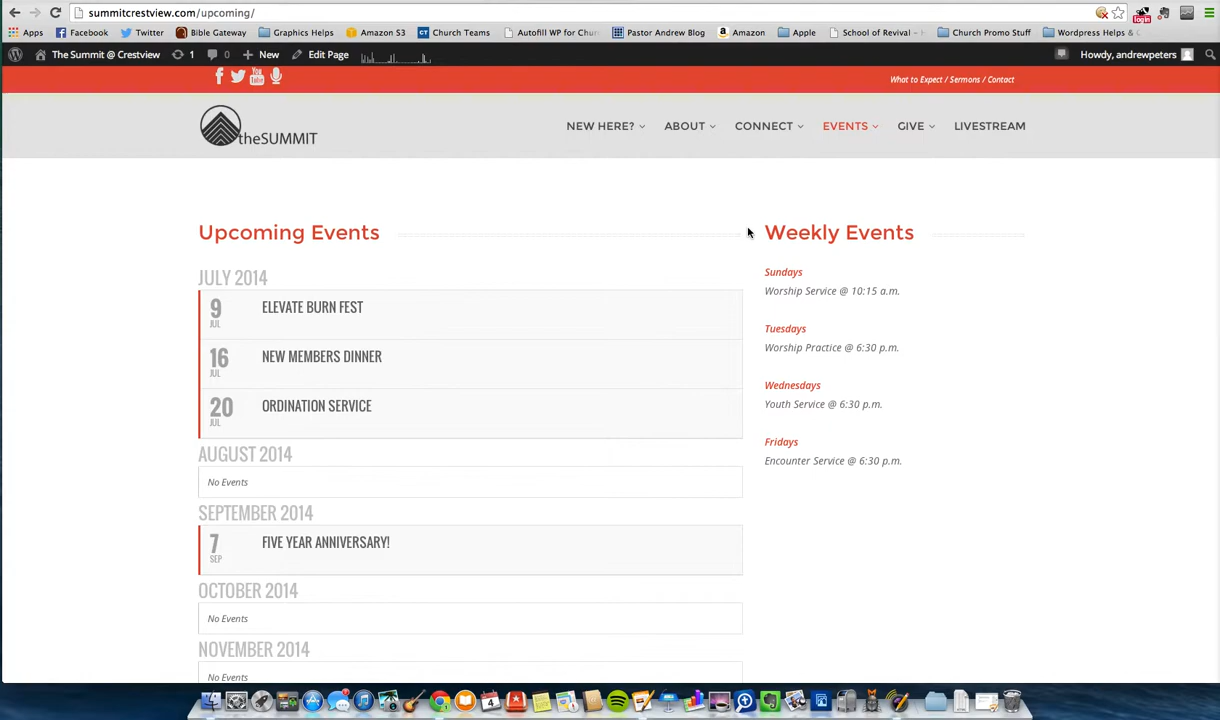 summitcrestview.com/upcoming/
Apps Facebook Twitter Bible Gateway Graphics Helps Amazon S3 Church Teams Autofill WP for Chur Pastor Andrew Blog Amazon Apple School of Revival – H Church Promo Stuff Wordpress Helps &
The Summit @ Crestview 1 0 New Edit Page Howdy, andrewpeters
What to Expect / Sermons / Contact
theSUMMIT
NEW HERE? ABOUT CONNECT EVENTS GIVE LIVESTREAM
Upcoming Events
JULY 2014
9 JUL ELEVATE BURN FEST
16 JUL NEW MEMBERS DINNER
20 JUL ORDINATION SERVICE
AUGUST 2014
No Events
SEPTEMBER 2014
7 SEP FIVE YEAR ANNIVERSARY!
OCTOBER 2014
No Events
NOVEMBER 2014
No Events
Weekly Events
Sundays
Worship Service @ 10:15 a.m.
Tuesdays
Worship Practice @ 6:30 p.m.
Wednesdays
Youth Service @ 6:30 p.m.
Fridays
Encounter Service @ 6:30 p.m.